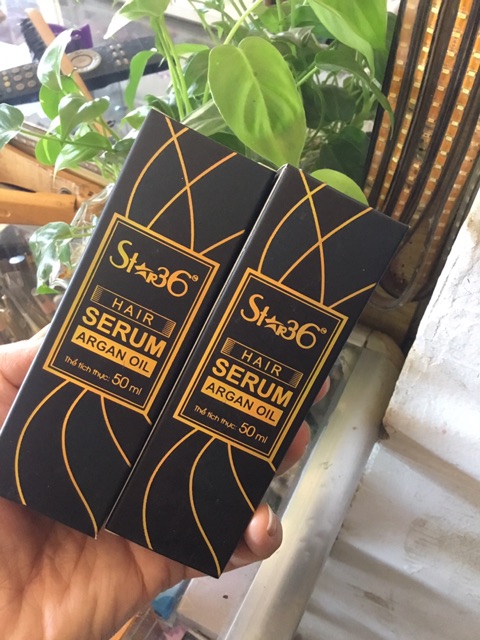 Star36
HAIR
SERUM
ARGAN OIL
Thể tích thực: 50 ml
Star36
HAIR
SERUM
ARGAN OIL
Thể tích thực: 50 ml